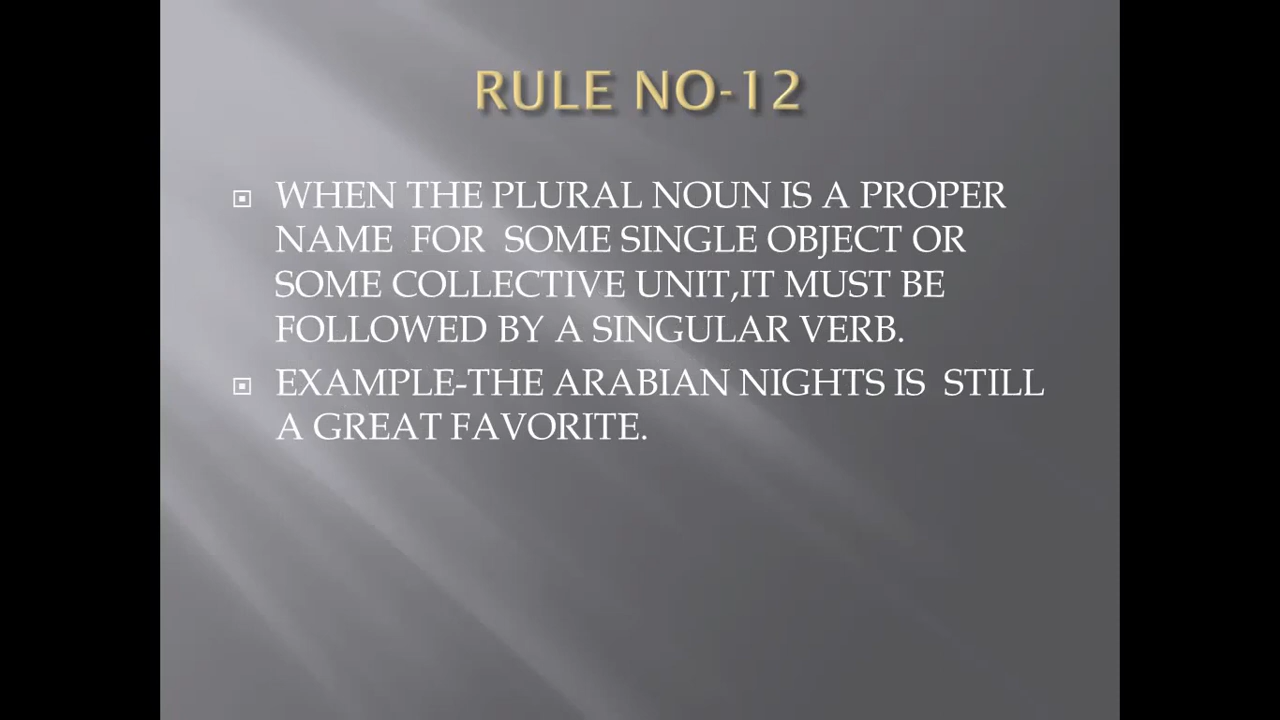 RULE NO-12
WHEN THE PLURAL NOUN IS A PROPER
NAME FOR SOME SINGLE OBJECT OR
SOME COLLECTIVE UNIT,IT MUST BE
FOLLOWED BY A SINGULAR VERB.
EXAMPLE-THE ARABIAN NIGHTS IS STILL
A GREAT FAVORITE.